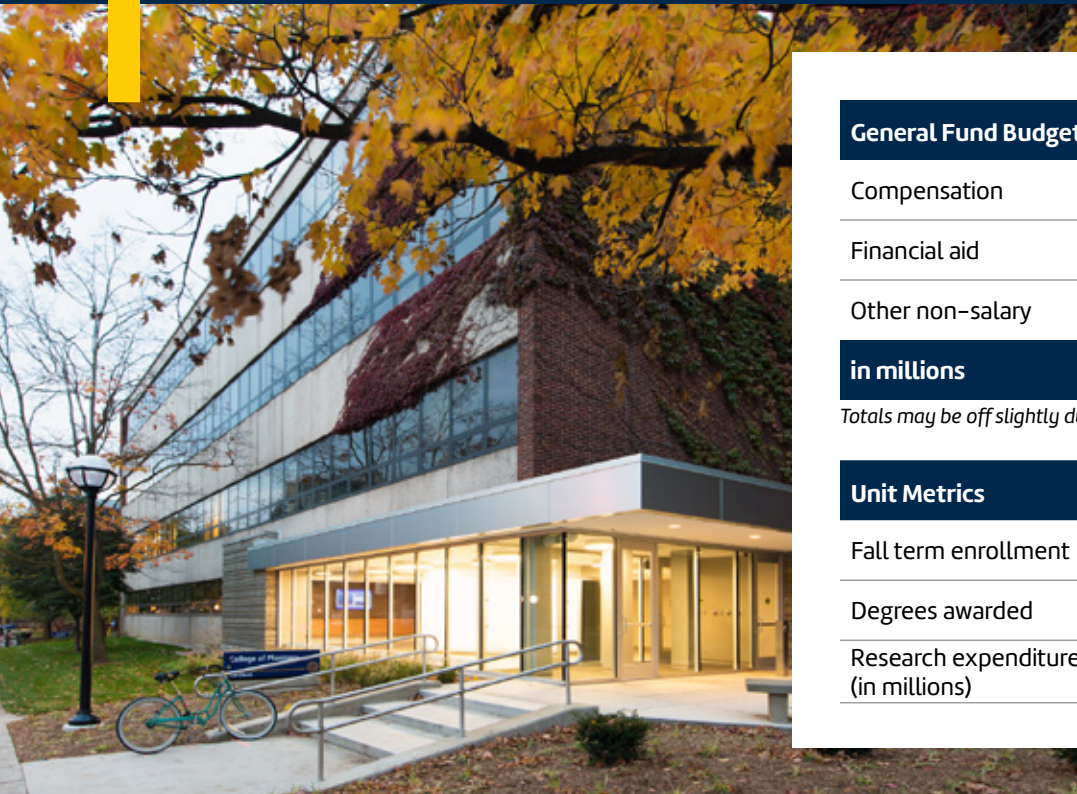 General Fund Budget
Compensation
Financial aid
Other non-salary
in millions
Totals may be off slightly
Unit Metrics
Fall term enrollment
Degrees awarded
Research expenditure
(in millions)
College of Pharmacy